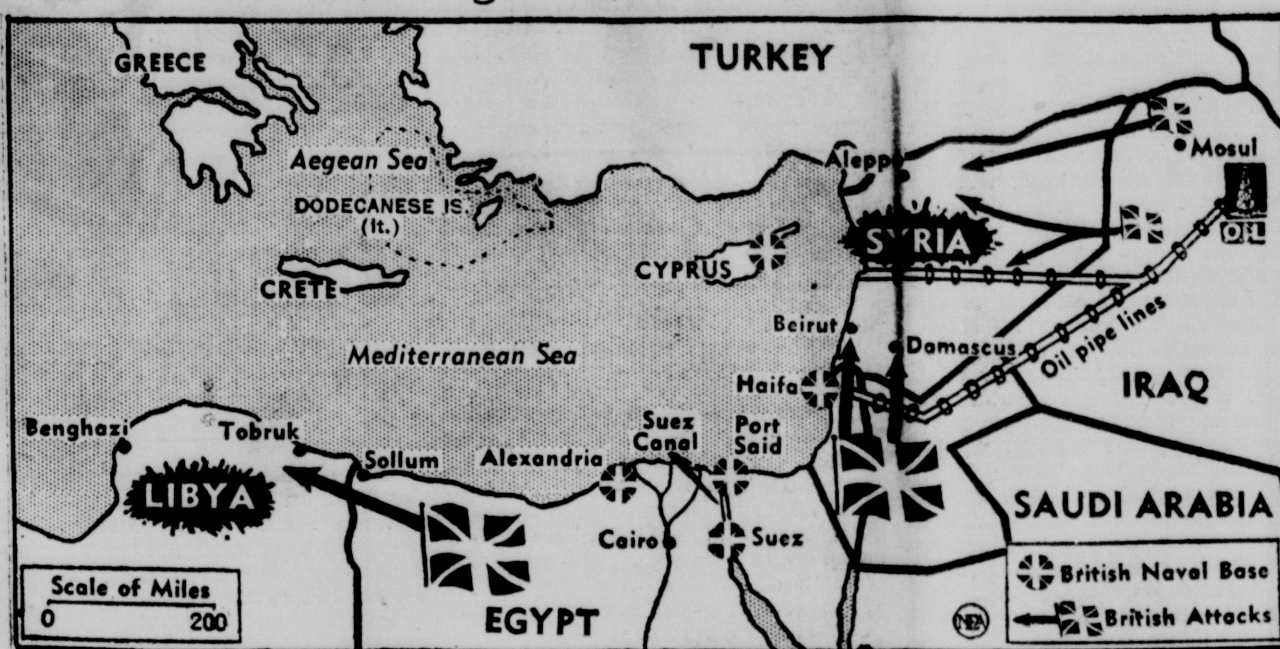 GREECE
TURKEY
Aegean Sea
Alepp
Mosul
DODECANESE IS.
(It.)
OIL
SYRIA
CYPRUS
CRETE
Beirut
Mediterranean Sea
Damascus
Oil pipe lines
Haifa
IRAQ
Benghazi
Tobruk
Suez
Canal
Port
Said
Sollum
Alexandria
LIBYA
SAUDI ARABIA
Cairo
Suez
EGYPT
Scale of Miles
0 200
NEA
British Naval Base
British Attacks